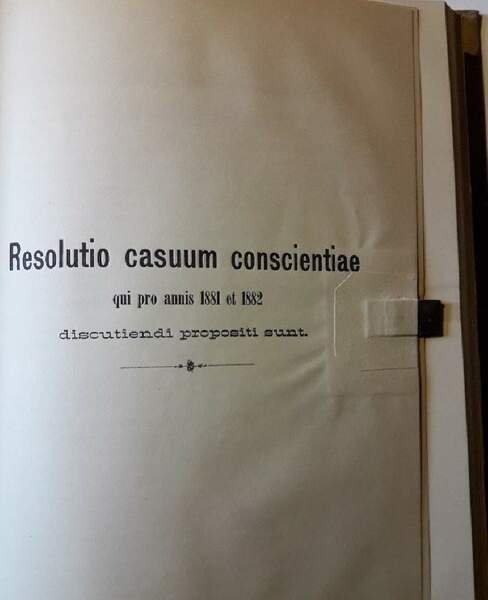 Resolutio casuum conscientiae
qui pro annis 1881 et 1882
discutiendi propositi sunt.